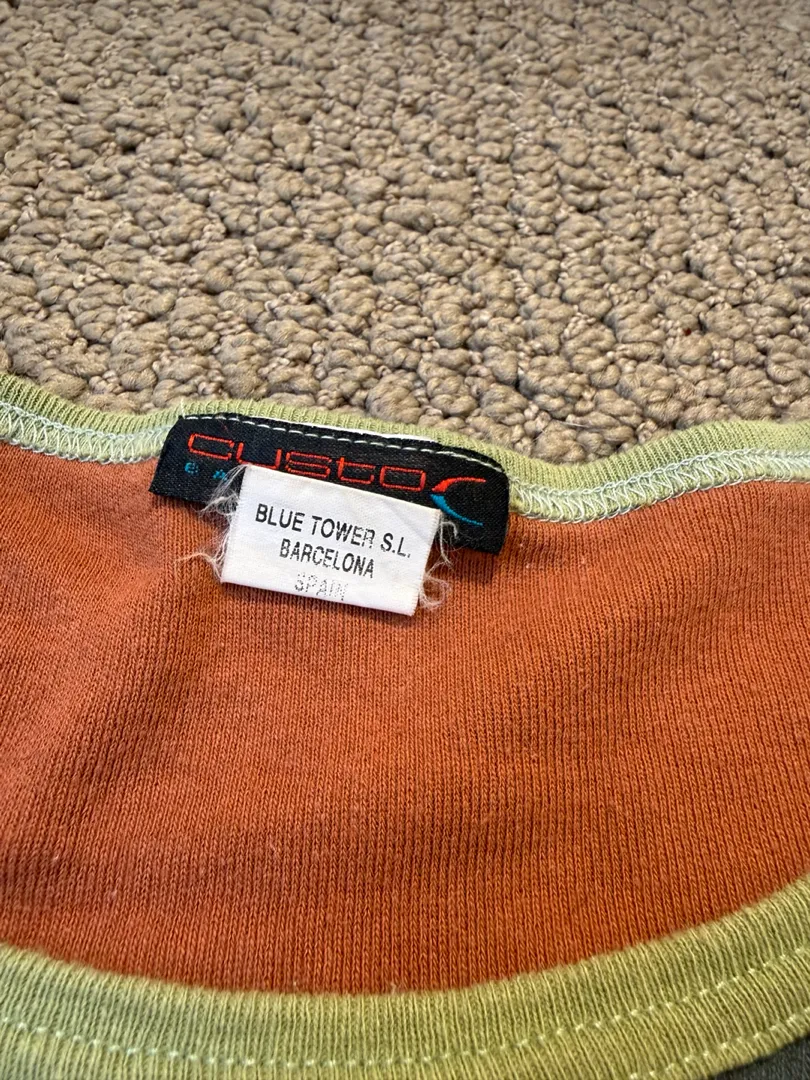 custo
BLUE TOWER S.L.
BARCELONA
SPAIN